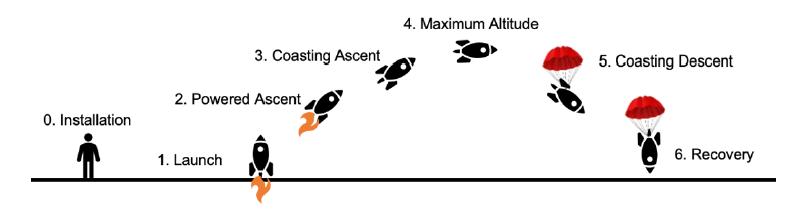 0. Installation
1. Launch
2. Powered Ascent
3. Coasting Ascent
4. Maximum Altitude
5. Coasting Descent
6. Recovery